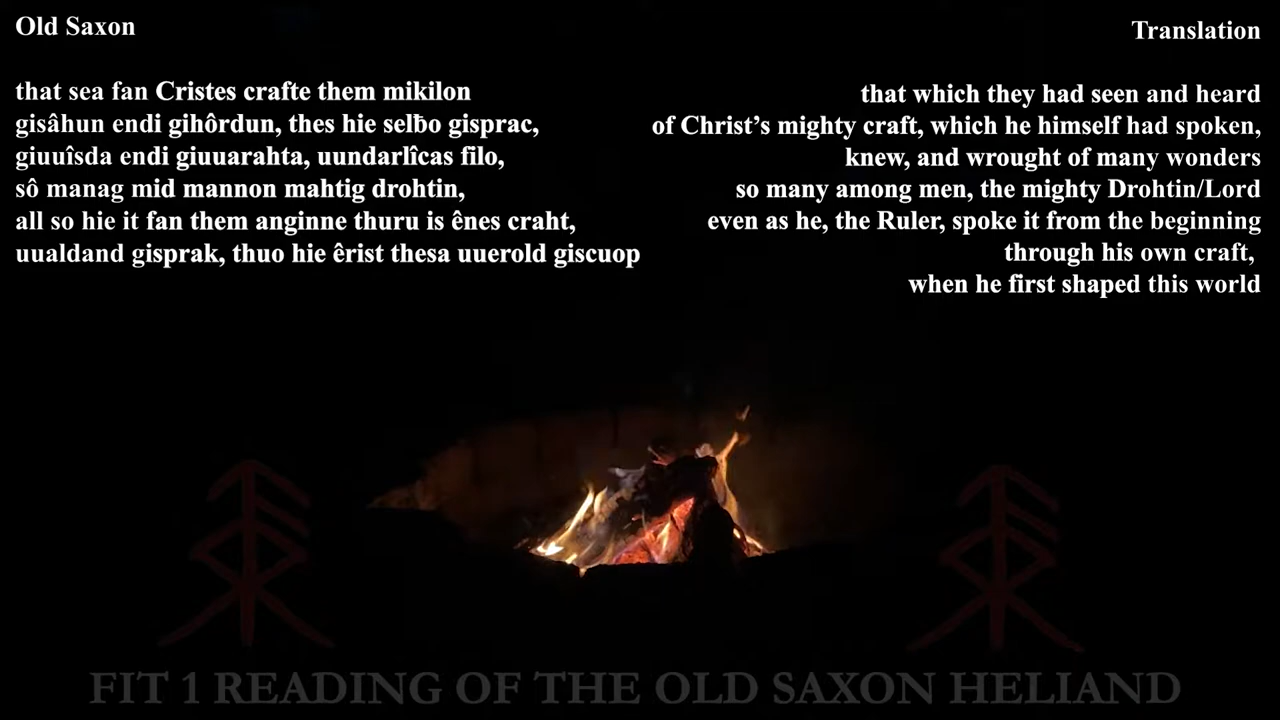 Old Saxon
that sea fan Cristes crafte them mikilon
gisâhun endi gihôrdun, thes hie selƀo gisprac,
giuuîsda endi giuuarahta, uundarlîcas filo,
sô manag mid mannon mahtig drohtin,
all so hie it fan them anginne thuru is ênes craht,
uualdand gisprak, thuo hie êrist thesa uuerold giscuop
Translation
that which they had seen and heard
of Christ’s mighty craft, which he himself had spoken,
knew, and wrought of many wonders
so many among men, the mighty Drohtin/Lord
even as he, the Ruler, spoke it from the beginning
through his own craft,
when he first shaped this world
FIT 1 READING OF THE OLD SAXON HELIAND